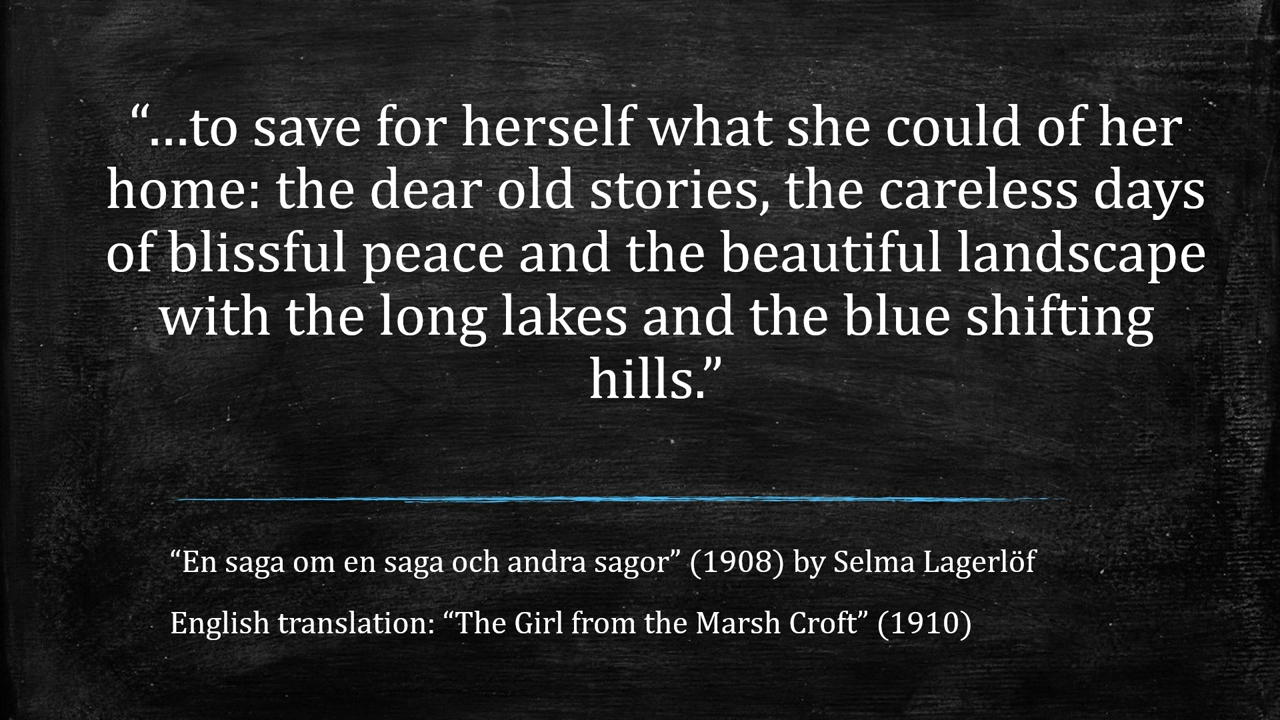 “…to save for herself what she could of her
home: the dear old stories, the careless days
of blissful peace and the beautiful landscape
with the long lakes and the blue shifting
hills.”
“En saga om en saga och andra sagor” (1908) by Selma Lagerlöf
English translation: “The Girl from the Marsh Croft” (1910)